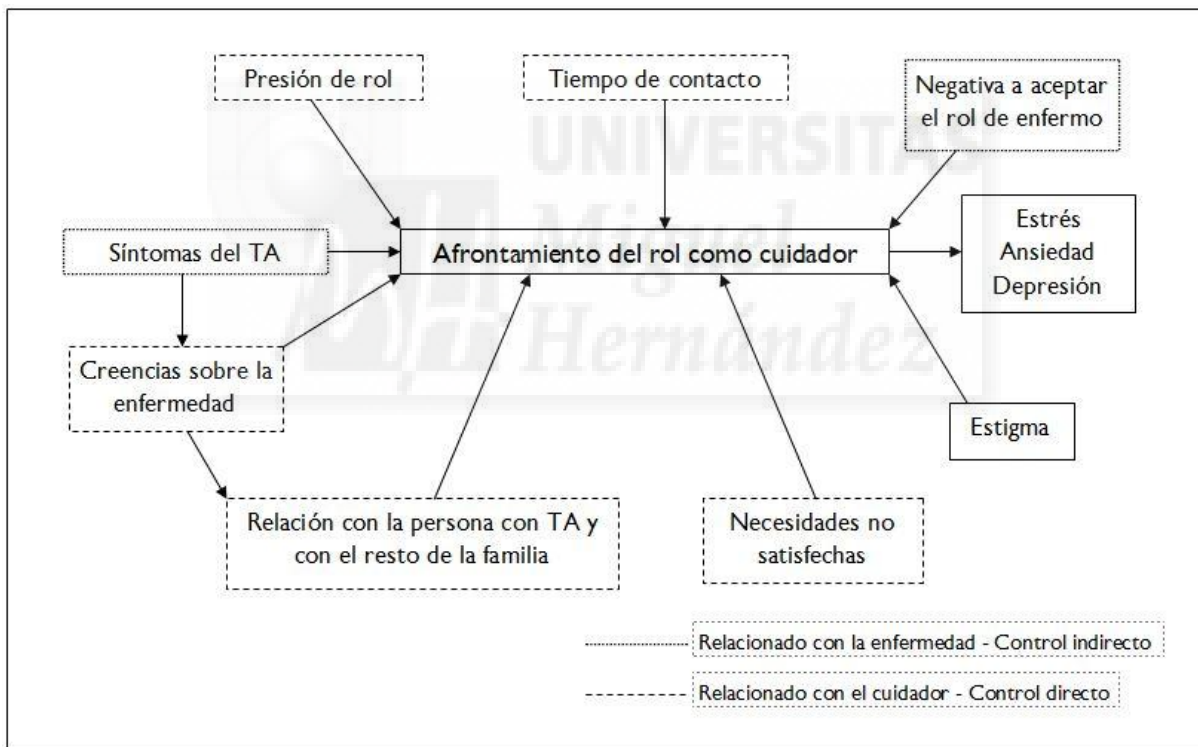 Presión de rol
Tiempo de contacto
Negativa a aceptar
el rol de enfermo
UNIVERSITAS
Miguel
Hernández
Síntomas del TA
Afrontamiento del rol como cuidador
Estrés
Ansiedad
Depresión
Creencias sobre la
enfermedad
Estigma
Relación con la persona con TA y
con el resto de la familia
Necesidades no
satisfechas
Relacionado con la enfermedad - Control indirecto
Relacionado con el cuidador - Control directo